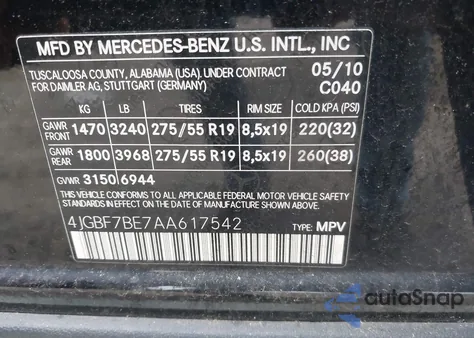 MFD BY MERCEDES-BENZ U.S. INTL., INC
TUSCALOOSA COUNTY, ALABAMA (USA). UNDER CONTRACT 05/10
FOR DAIMLER AG, STUTTGART (GERMANY) C040
KG LB TIRE SIZE RIM SIZE COLD KPA (PSI)
GAWR FRONT 1470 3240 275/55 R19 8,5x19 220(32)
GAWR REAR 1800 3968 275/55 R19 8,5x19 260(38)
GVWR 3150 6944
THIS VEHICLE CONFORMS TO ALL APPLICABLE FEDERAL MOTOR VEHICLE SAFETY
STANDARDS IN EFFECT ON THE DATE OF MANUFACTURE SHOWN ABOVE.
4JGBF7BE7AA617542 TYPE: MPV
autoSnap